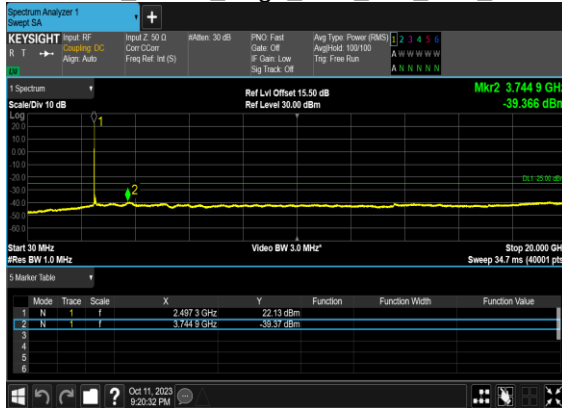 Spectrum Analyzer 1
Swept SA
+
KEYSIGHT Input: RF Input Z: 50 Ω #Atten: 30 dB PNO: Fast Avg Type: Power (RMS) 1 2 3 4 5 6
R T Coupling: DC Corr CCorr Gate: Off Avg|Hold: 100/100 A W W W W W
Align: Auto Freq Ref: Int (S) IF Gain: Low Trig: Free Run
Sig Track: Off A N N N N N
LU
1 Spectrum Ref Lvl Offset 15.50 dB Mkr2 3.744 9 GHz
Scale/Div 10 dB Ref Level 30.00 dBm -39.366 dBm
Log
20.0
10.0
0.00
-10.0
-20.0
-30.0
-40.0
-50.0
-60.0
1
2
DL1 -25.00 dBm
Start 30 MHz Video BW 3.0 MHz* Stop 20.000 GHz
#Res BW 1.0 MHz Sweep 34.7 ms (40001 pts)
5 Marker Table
Mode Trace Scale X Y Function Function Width Function Value
1 N 1 f 2.497 3 GHz 22.13 dBm
2 N 1 f 3.744 9 GHz -39.37 dBm
3
4
5
6
? Oct 11, 2023
9:20:32 PM